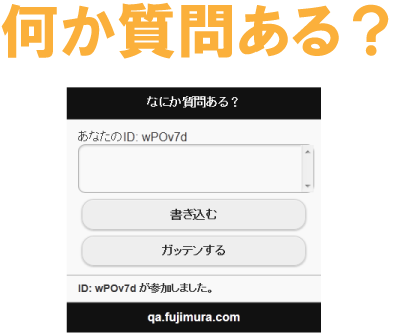 何か質問ある？
なにか質問ある？
あなたのID: wPOv7d
書き込む
ガッテンする
ID: wPOv7d が参加しました。
qa.fujimura.com